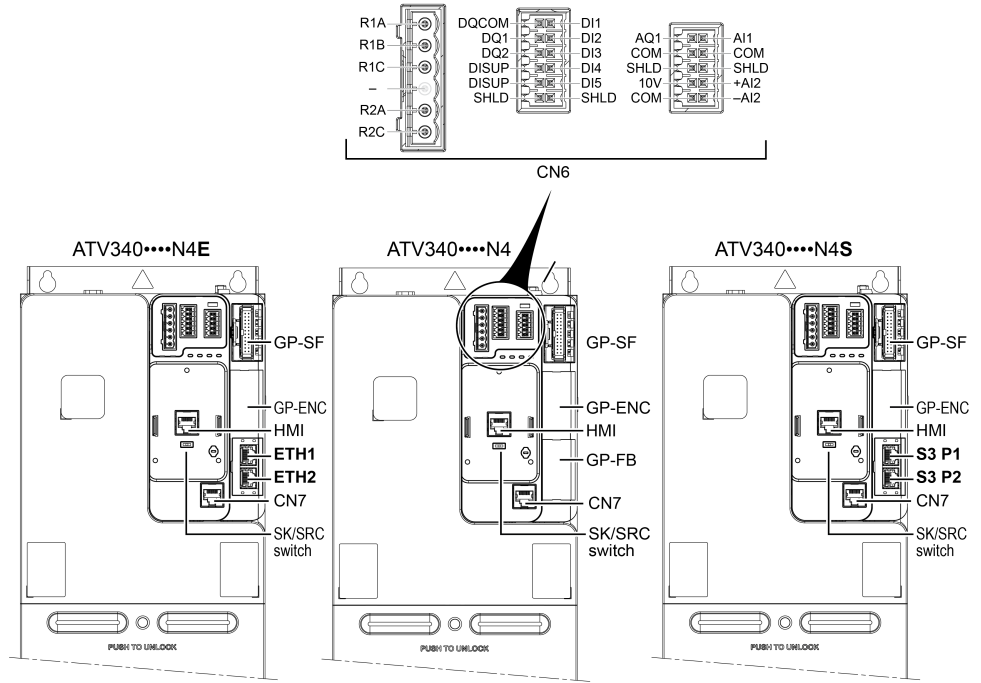 R1A
R1B
R1C
–
R2A
R2C
DQCOM DI1
DQ1 DI2
DQ2 DI3
DISUP DI4
DISUP DI5
SHLD SHLD
AQ1 AI1
COM COM
SHLD SHLD
10V +AI2
COM –AI2
CN6
ATV340••••N4E
GP-SF
GP-ENC
HMI
ETH1
ETH2
CN7
SK/SRC
switch
PUSH TO UNLOCK
ATV340••••N4
GP-SF
GP-ENC
HMI
GP-FB
CN7
SK/SRC
switch
PUSH TO UNLOCK
ATV340••••N4S
GP-SF
GP-ENC
HMI
S3 P1
S3 P2
CN7
SK/SRC
switch
PUSH TO UNLOCK